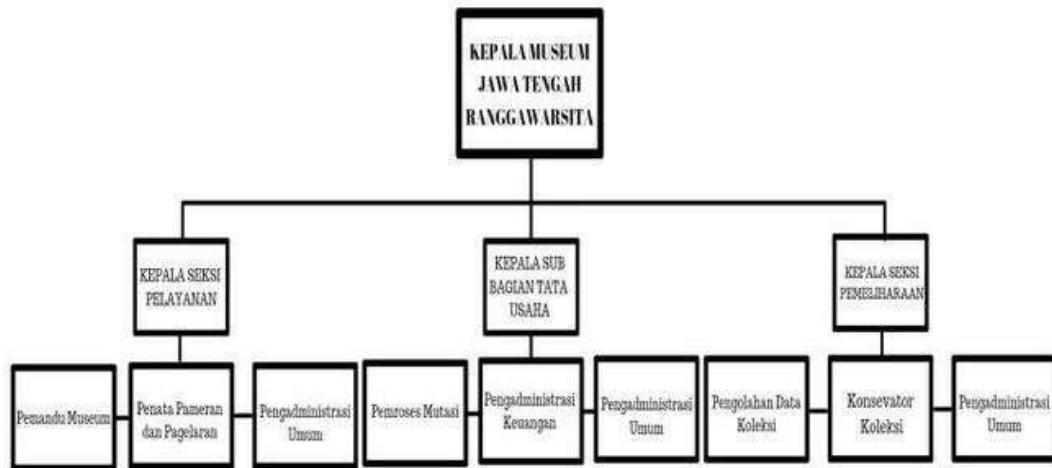 KEPALA MUSEUM
JAWA TENGAH
RANGGAWARSITA
KEPALA SEKSI
PELAYANAN
KEPALA SUB
BAGIAN TATA
USAHA
KEPALA SEKSI
PEMELIHARAAN
Pemandu Museum
Penata Pameran
dan Pagelaran
Pengadministrasi
Umum
Pemroses Mutasi
Pengadministrasi
Keuangan
Pengadministrasi
Umum
Pengolahan Data
Koleksi
Konsevator
Koleksi
Pengadministrasi
Umum